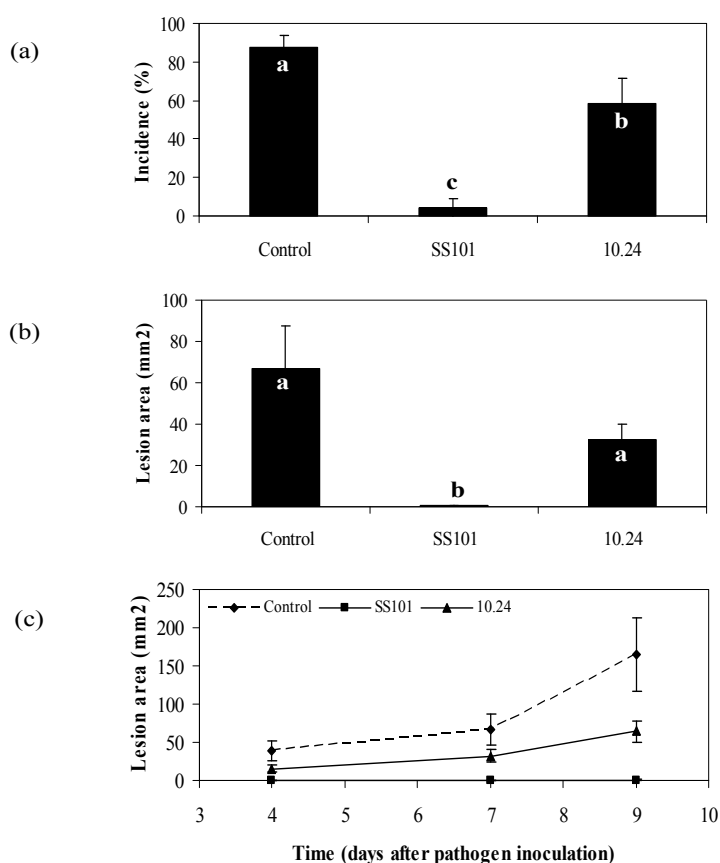 (a)
Incidence (%)
100
80
60
40
20
0
a
c
b
Control SS101 10.24
(b)
Lesion area (mm2)
100
80
60
40
20
0
a
b
a
Control SS101 10.24
(c)
Lesion area (mm2)
250
200
150
100
50
0
Control SS101 10.24
3 4 5 6 7 8 9 10
Time (days after pathogen inoculation)